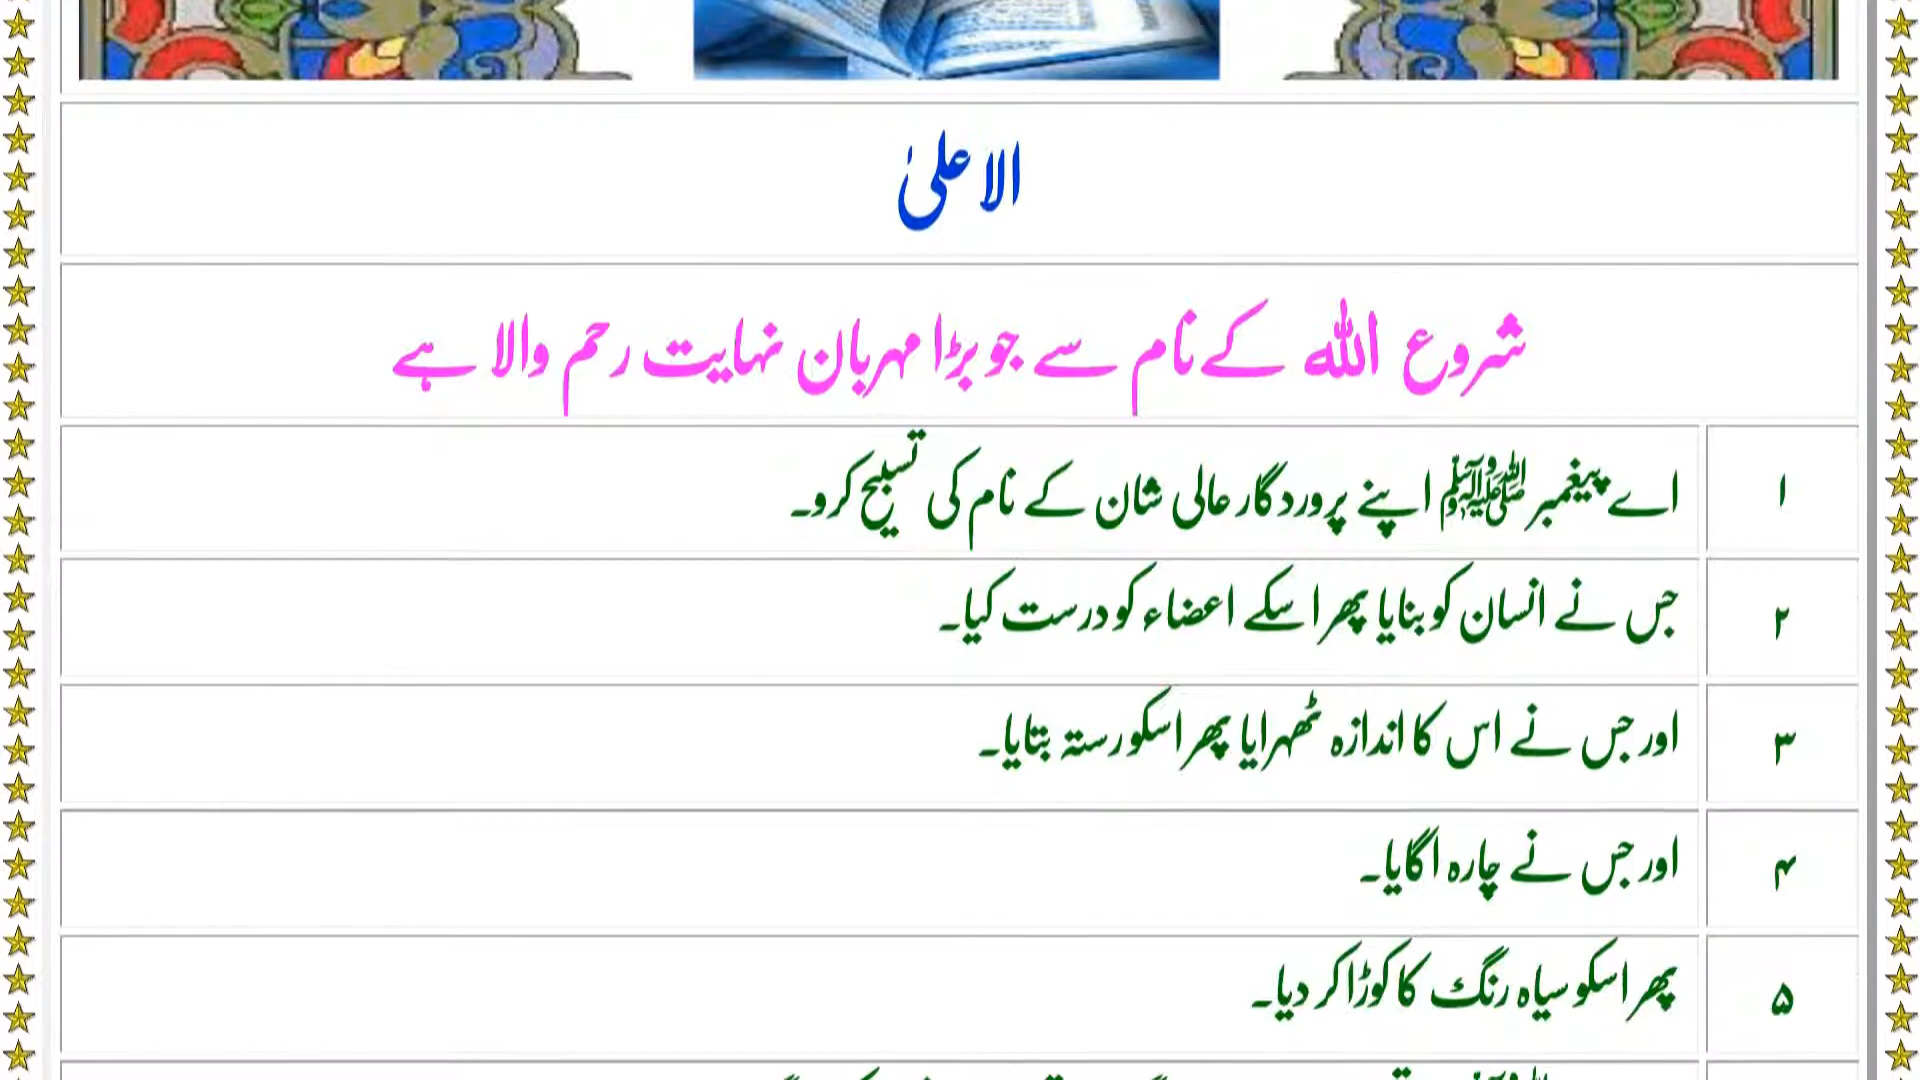 الاعلیٰ
شروع اللہ کے نام سے جو بڑا مہربان نہایت رحم والا ہے
۱ اے پیغمبر ﷺ اپنے پروردگار عالی شان کے نام کی تسبیح کرو۔
۲ جس نے انسان کو بنایا پھر اسکے اعضاء کو درست کیا۔
۳ اور جس نے اس کا اندازہ ٹھہرایا پھر اسکو رستہ بتایا۔
۴ اور جس نے چارہ اگایا۔
۵ پھر اسکو سیاہ رنگ کا کوڑا کر دیا۔